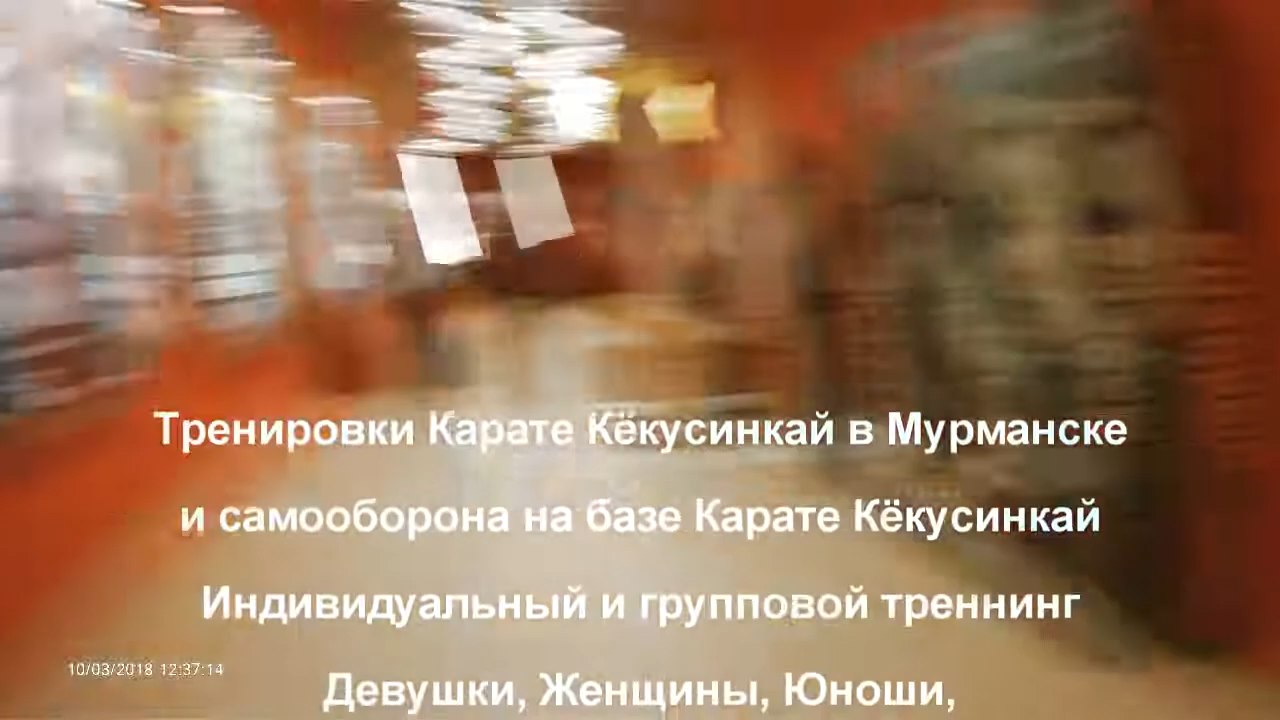 Тренировки Карате Кёкусинкай в Мурманске
и самооборона на базе Карате Кёкусинкай
Индивидуальный и групповой треннинг
10/03/2018 12:37:14
Девушки, Женщины, Юноши,